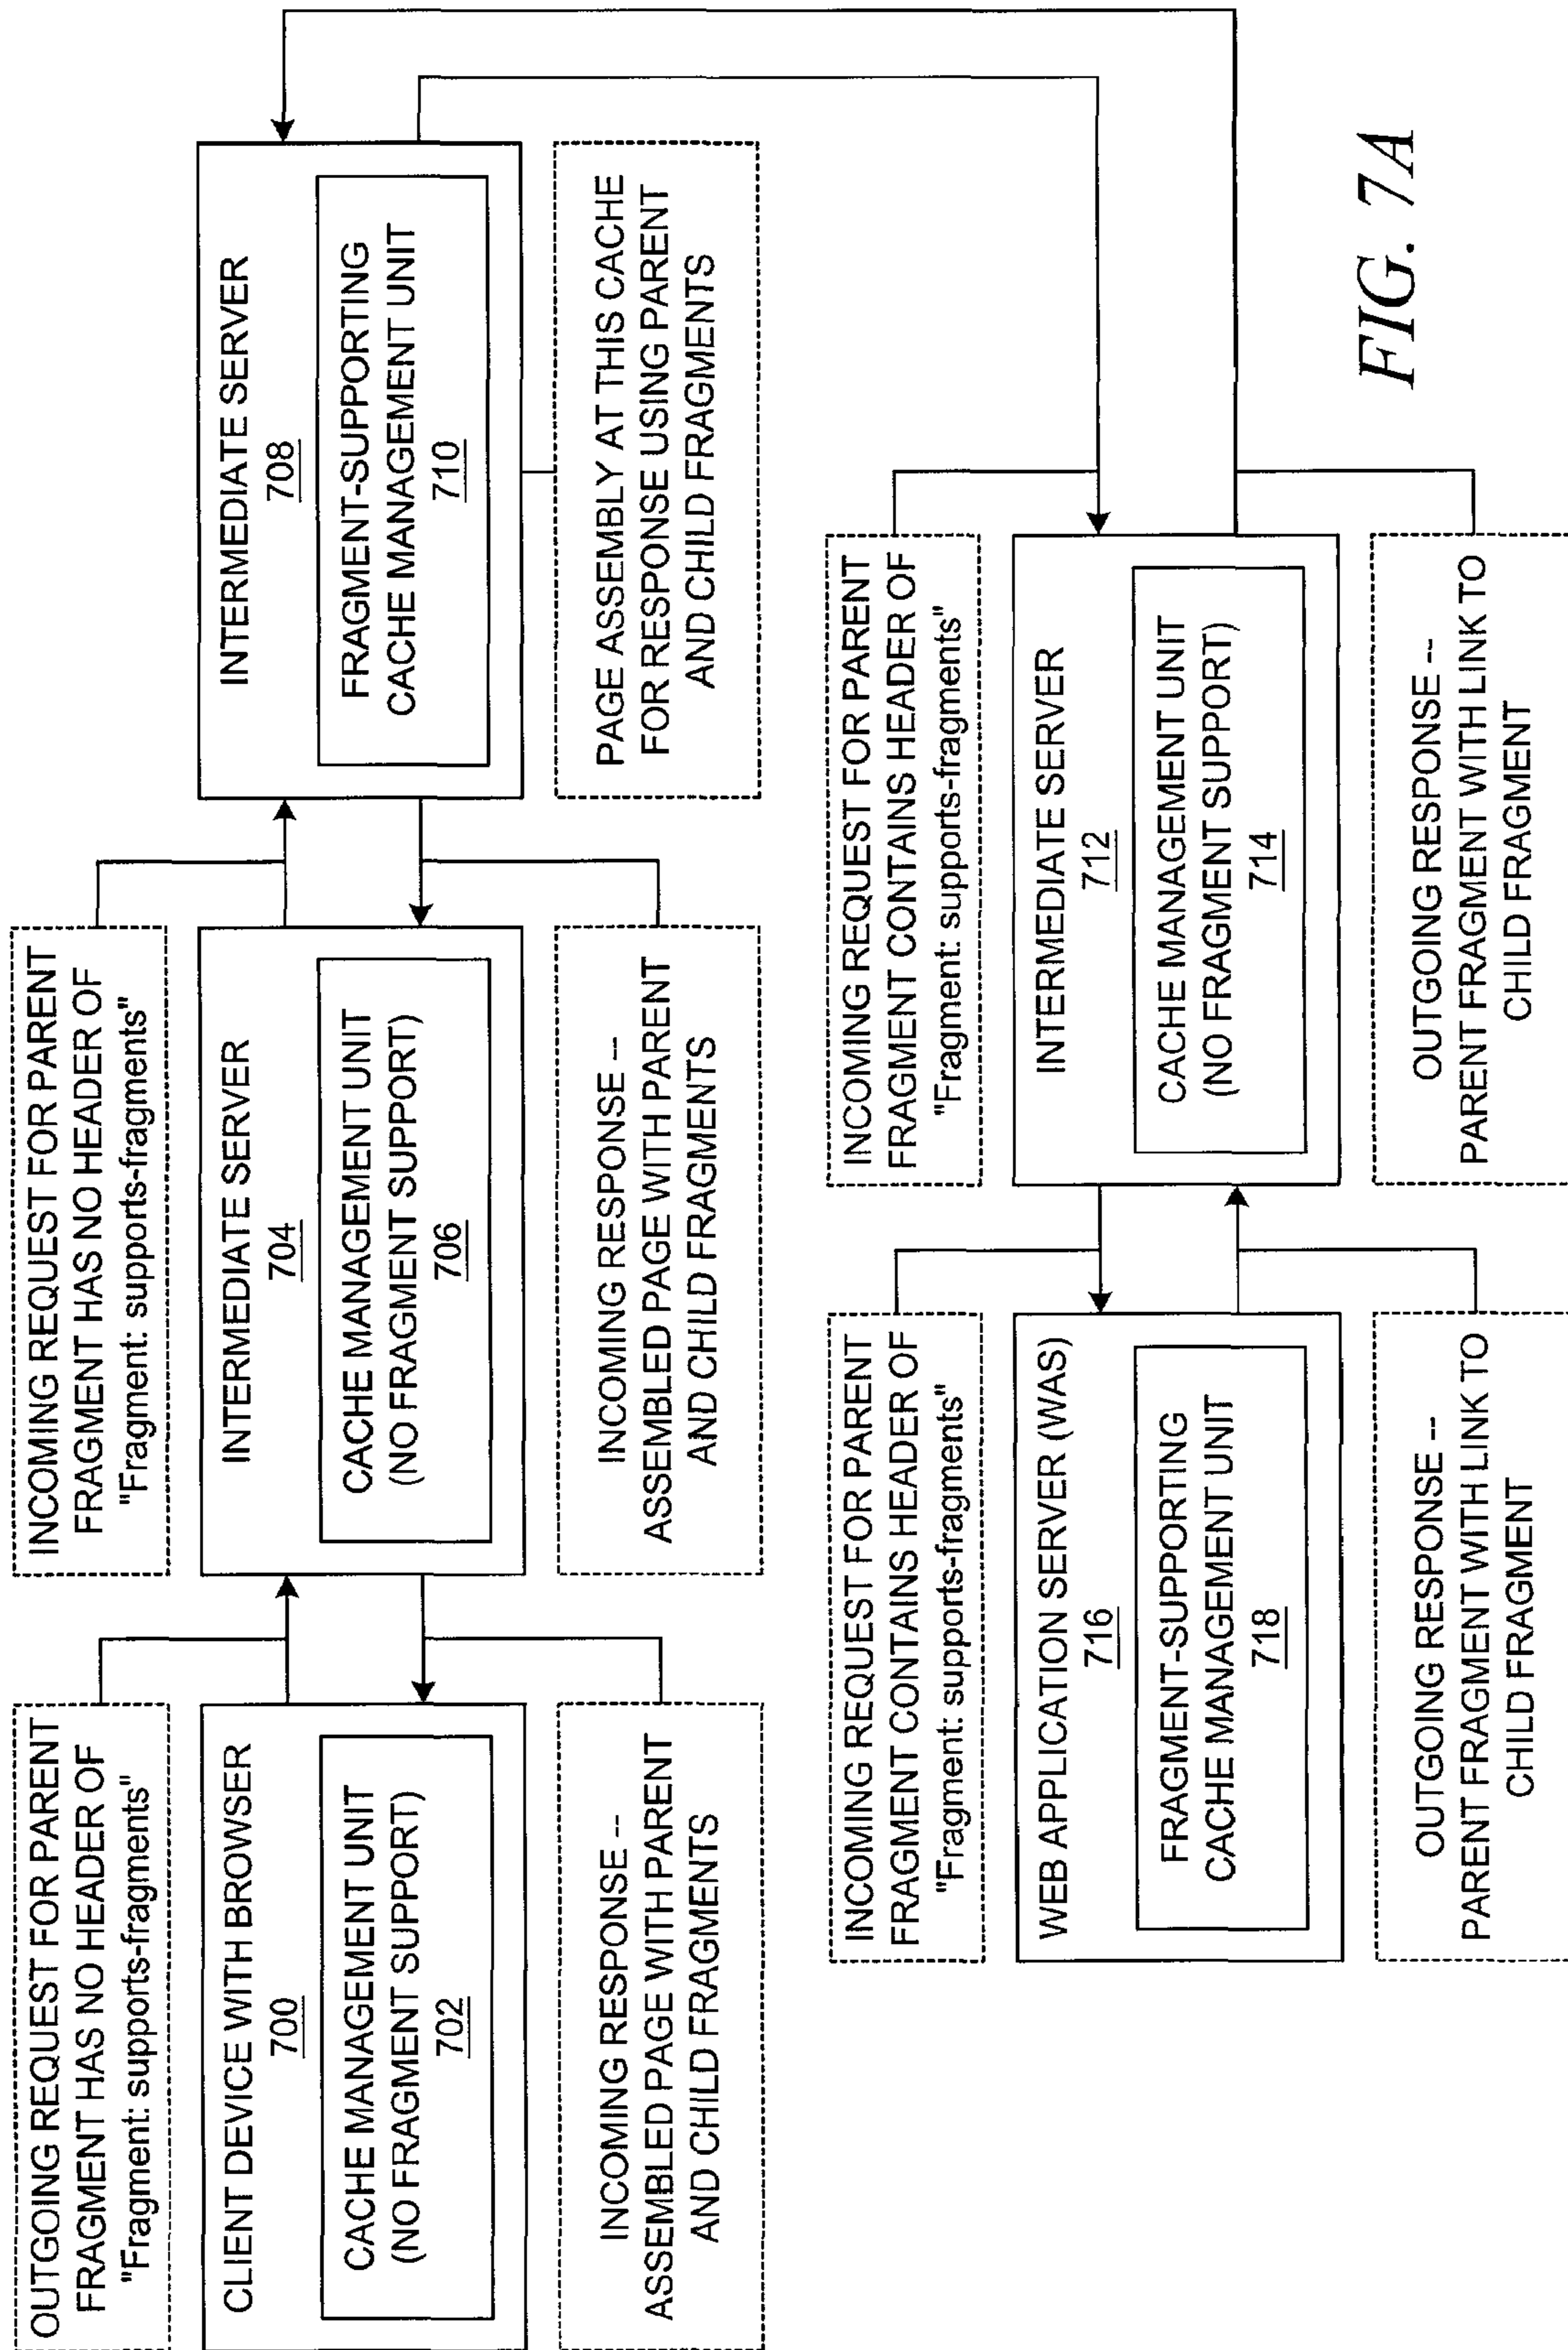 OUTGOING REQUEST FOR PARENT
FRAGMENT HAS NO HEADER OF
"Fragment: supports-fragments"
CLIENT DEVICE WITH BROWSER
700
CACHE MANAGEMENT UNIT
(NO FRAGMENT SUPPORT)
702
INCOMING RESPONSE --
ASSEMBLED PAGE WITH PARENT
AND CHILD FRAGMENTS
INCOMING REQUEST FOR PARENT
FRAGMENT HAS NO HEADER OF
"Fragment: supports-fragments"
INTERMEDIATE SERVER
704
CACHE MANAGEMENT UNIT
(NO FRAGMENT SUPPORT)
706
INCOMING RESPONSE --
ASSEMBLED PAGE WITH PARENT
AND CHILD FRAGMENTS
INTERMEDIATE SERVER
708
FRAGMENT-SUPPORTING
CACHE MANAGEMENT UNIT
710
PAGE ASSEMBLY AT THIS CACHE
FOR RESPONSE USING PARENT
AND CHILD FRAGMENTS
INCOMING REQUEST FOR PARENT
FRAGMENT CONTAINS HEADER OF
"Fragment: supports-fragments"
WEB APPLICATION SERVER (WAS)
716
FRAGMENT-SUPPORTING
CACHE MANAGEMENT UNIT
718
OUTGOING RESPONSE --
PARENT FRAGMENT WITH LINK TO
CHILD FRAGMENT
INCOMING REQUEST FOR PARENT
FRAGMENT CONTAINS HEADER OF
"Fragment: supports-fragments"
INTERMEDIATE SERVER
712
CACHE MANAGEMENT UNIT
(NO FRAGMENT SUPPORT)
714
OUTGOING RESPONSE --
PARENT FRAGMENT WITH LINK TO
CHILD FRAGMENT
FIG. 7A